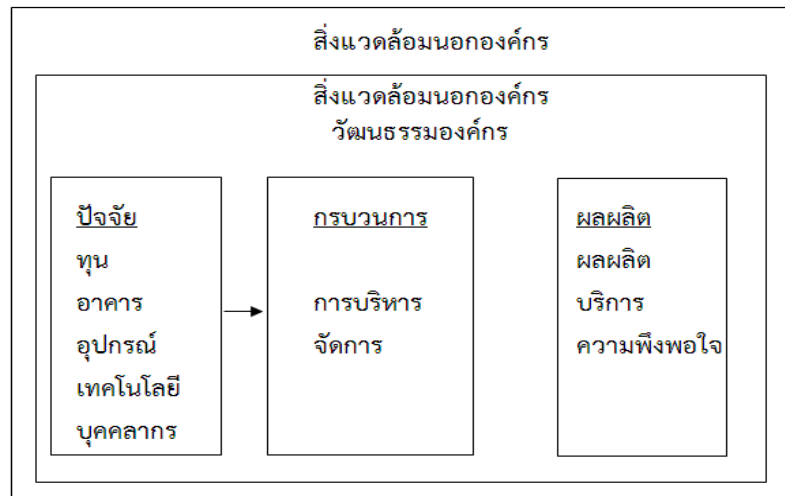 สิ่งแวดล้อมนอกองค์กร
สิ่งแวดล้อมนอกองค์กร
วัฒนธรรมองค์กร
ปัจจัย
ทุน
อาคาร
อุปกรณ์
เทคโนโลยี
บุคคลากร
กรบวนการ
การบริหาร
จัดการ
ผลผลิต
ผลผลิต
บริการ
ความพึงพอใจ